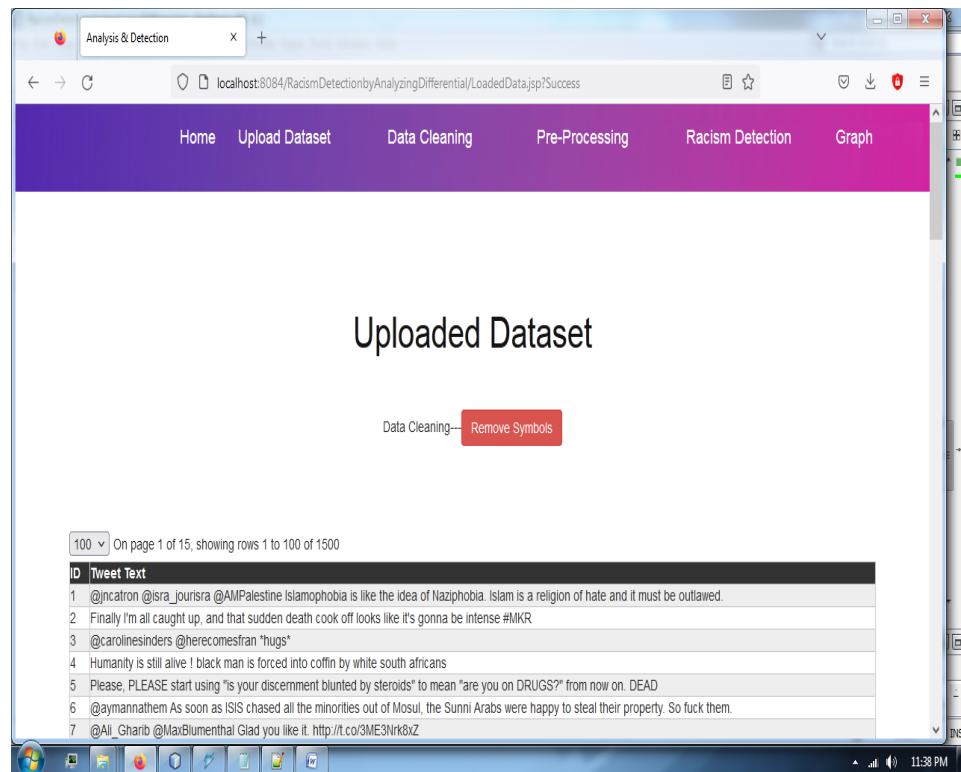 Analysis & Detection X +
localhost:8084/RacismDetectionbyAnalyzingDifferential/LoadedData.jsp?Success
Home Upload Dataset Data Cleaning Pre-Processing Racism Detection Graph
Uploaded Dataset
Data Cleaning--- Remove Symbols
100 On page 1 of 15, showing rows 1 to 100 of 1500
ID Tweet Text
1 @jncatron @isra_jourisra @AMPalestine Islamophobia is like the idea of Naziphobia. Islam is a religion of hate and it must be outlawed.
2 Finally I'm all caught up, and that sudden death cook off looks like it's gonna be intense #MKR
3 @carolinesinders @herecomesfran *hugs*
4 Humanity is still alive ! black man is forced into coffin by white south africans
5 Please, PLEASE start using "is your discernment blunted by steroids" to mean "are you on DRUGS?" from now on. DEAD
6 @aymannathem As soon as ISIS chased all the minorities out of Mosul, the Sunni Arabs were happy to steal their property. So fuck them.
7 @Ali_Gharib @MaxBlumenthal Glad you like it. http://t.co/3ME3Nrk8xZ
11:38 PM